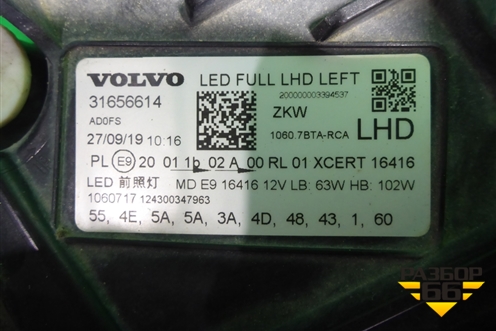 VOLVO LED FULL LHD LEFT
31656614 200000003394537
AD0FS ZKW
27/09/19 10:16 1060.7BTA-RCA LHD
PL E9 20 01 1b 02 A 00 RL 01 XCERT 16416
LED 前照灯 MD E9 16416 12V LB: 63W HB: 102W
1060717 124300347963
55, 4E, 5A, 5A, 3A, 4D, 48, 43, 1, 60
РАЗБОР
66